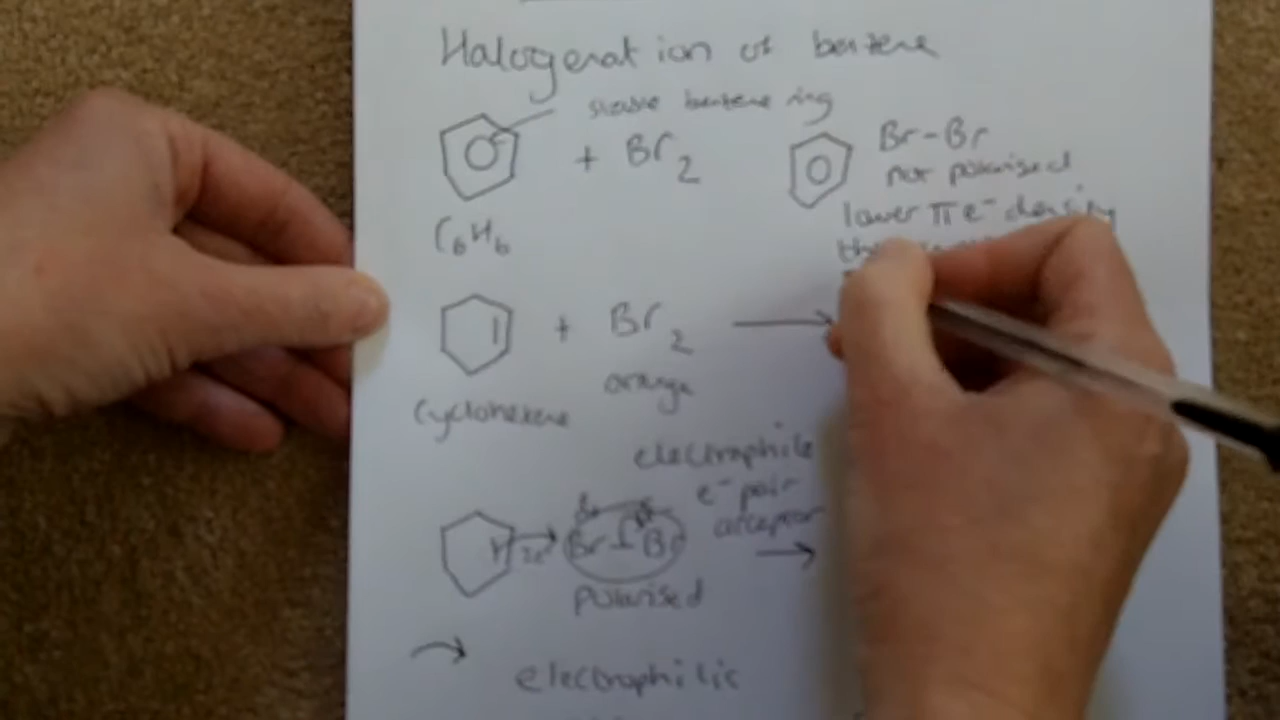 Halogenation of benzene
stable benzene ring
+ Br2
Br-Br
not polarised
C6H6
lower π e- density
+ Br2 →
orange
cyclohexene
electrophile
e- pair
acceptor
Br Br →
polarised
electrophilic